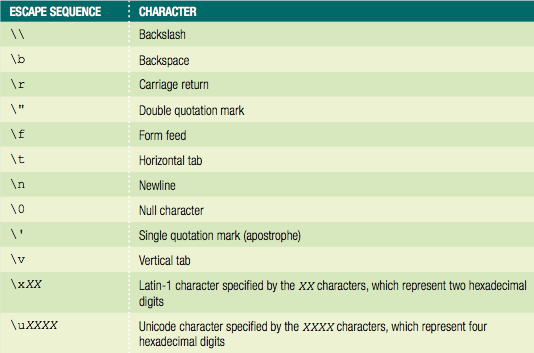 ESCAPE SEQUENCE CHARACTER
\\ Backslash
\b Backspace
\r Carriage return
\" Double quotation mark
\f Form feed
\t Horizontal tab
\n Newline
\0 Null character
\' Single quotation mark (apostrophe)
\v Vertical tab
\xXX Latin-1 character specified by the XX characters, which represent two hexadecimal
digits
\uXXXX Unicode character specified by the XXXX characters, which represent four
hexadecimal digits